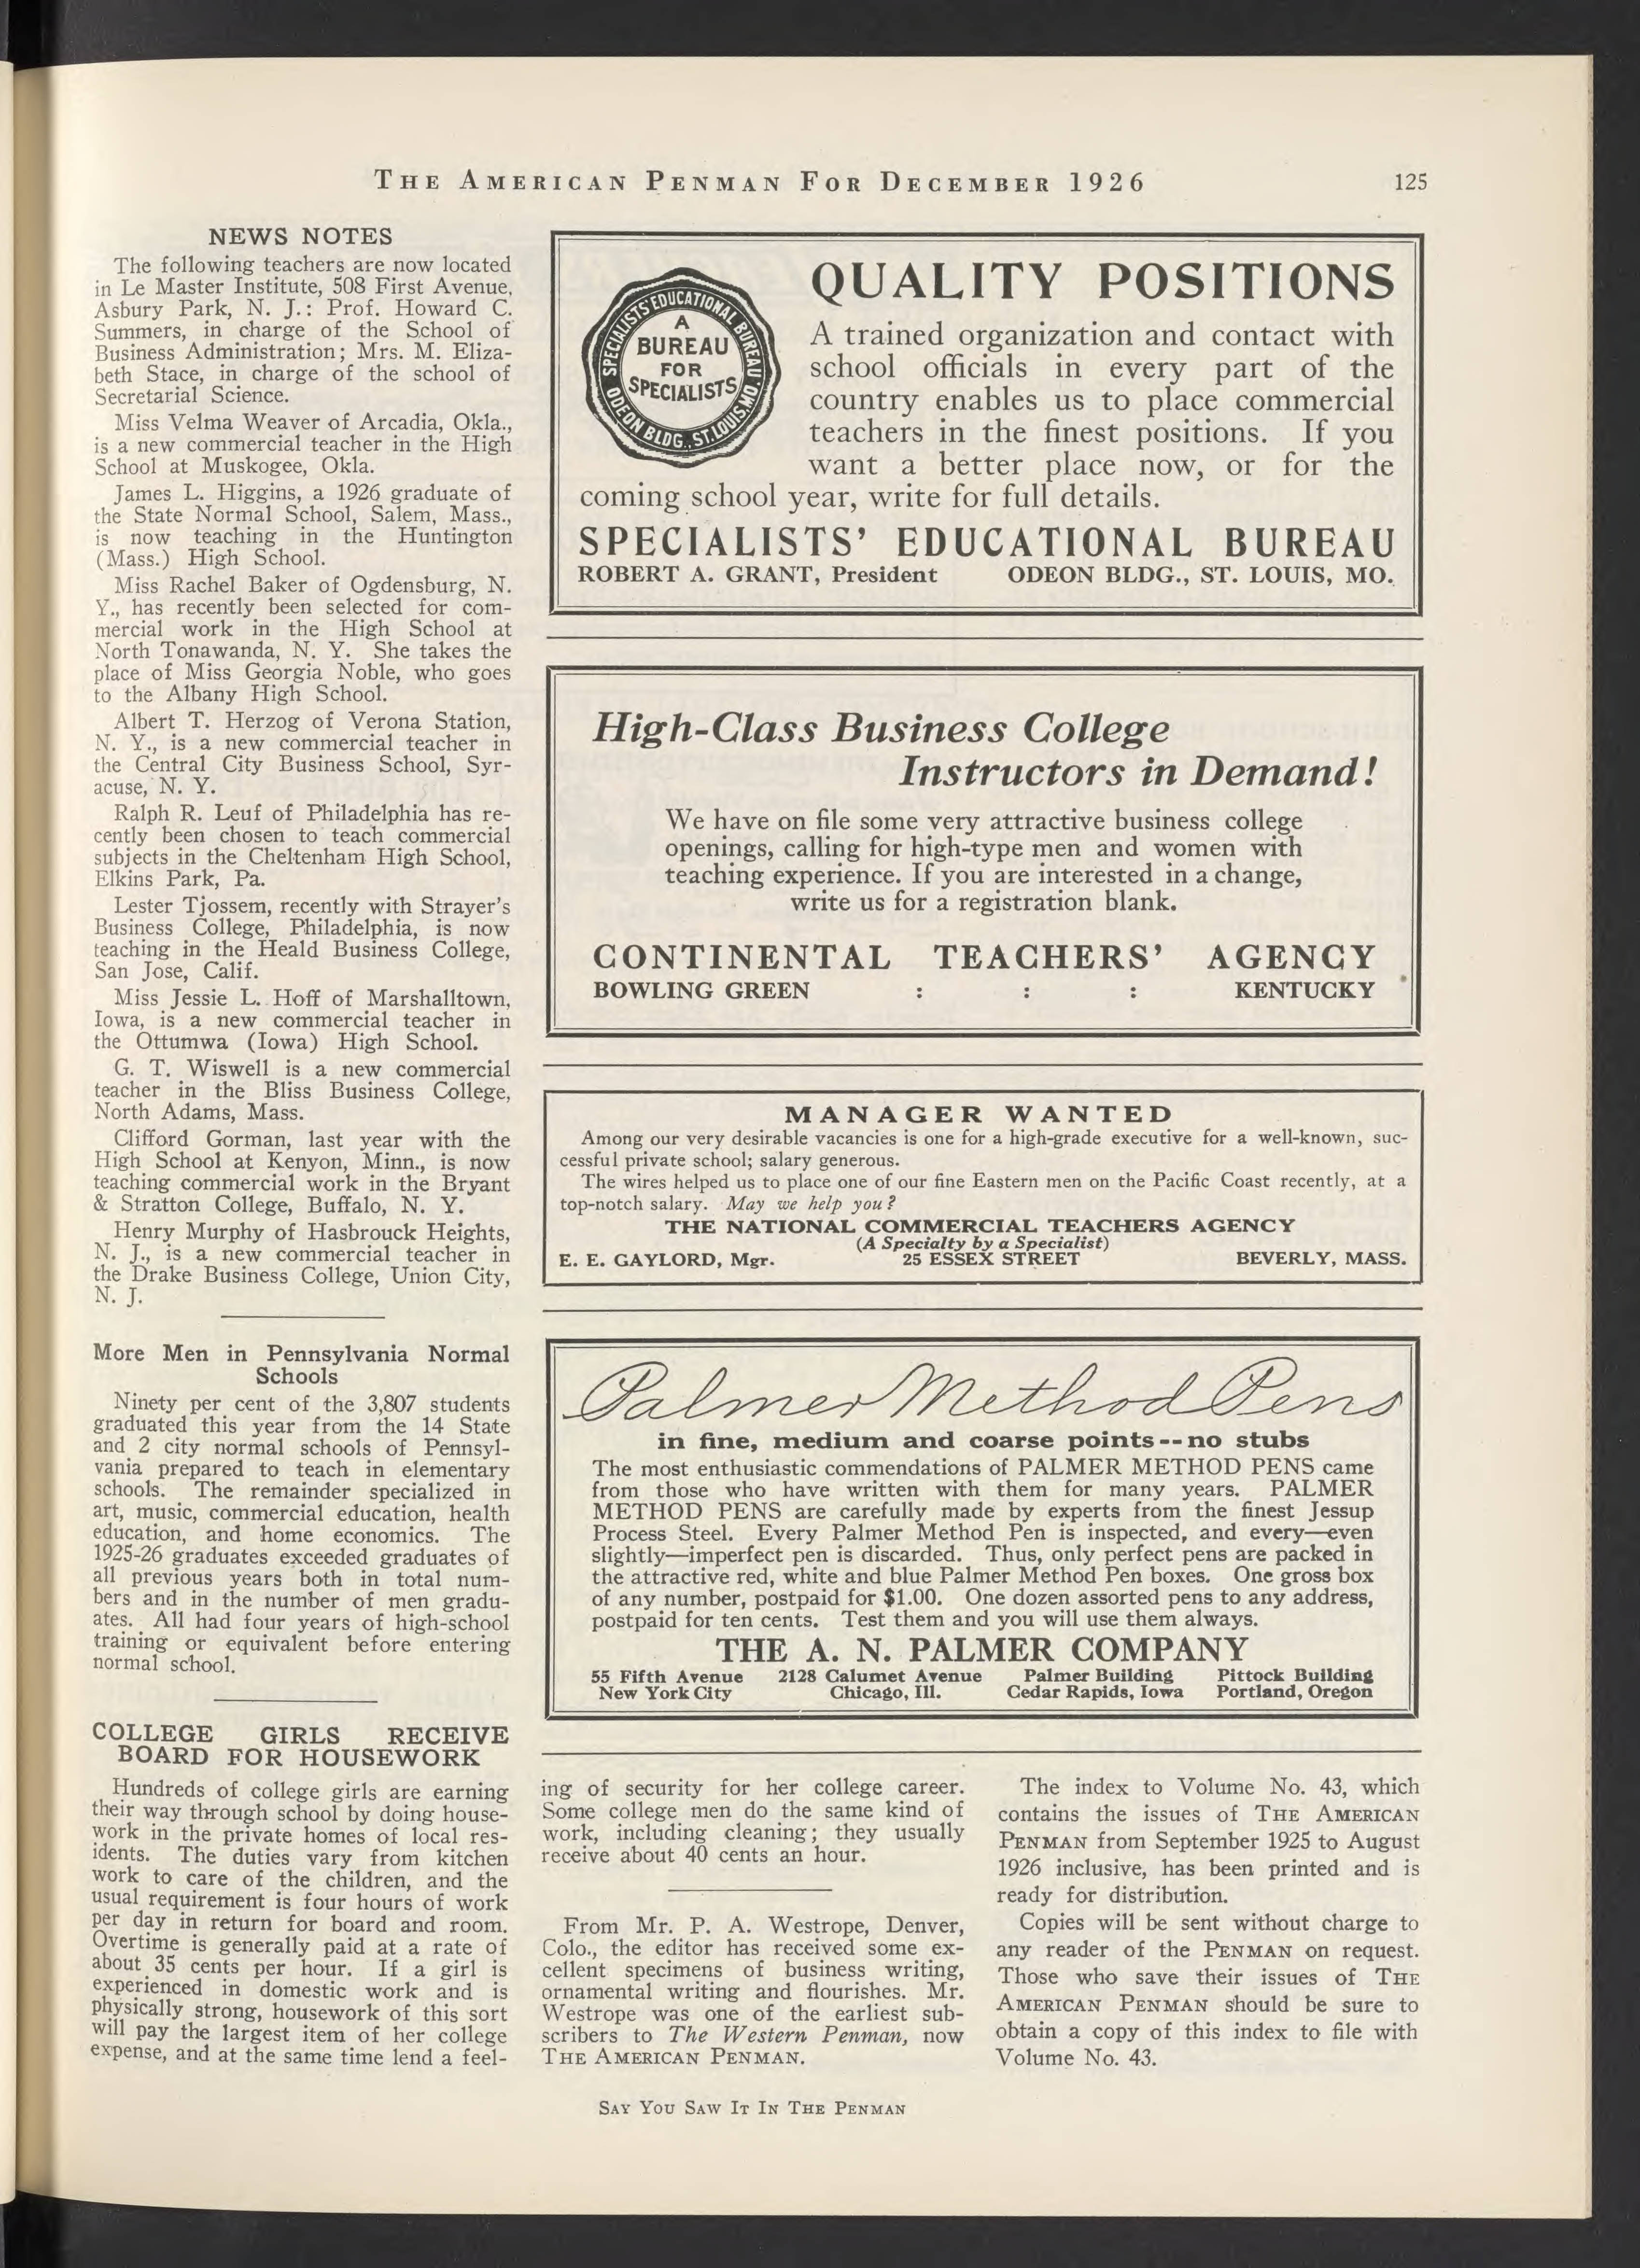 THE AMERICAN PENMAN FOR DECEMBER 1926
125
NEWS NOTES
The following teachers are now located
in Le Master Institute, 508 First Avenue,
Asbury Park, N. J.: Prof. Howard C.
Summers, in charge of the School of
Business Administration; Mrs. M. Eliza-
beth Stace, in charge of the school of
Secretarial Science.
Miss Velma Weaver of Arcadia, Okla.,
is a new commercial teacher in the High
School at Muskogee, Okla.
James L. Higgins, a 1926 graduate of
the State Normal School, Salem, Mass.,
is now teaching in the Huntington
(Mass.) High School.
Miss Rachel Baker of Ogdensburg, N.
Y., has recently been selected for com-
mercial work in the High School at
North Tonawanda, N. Y. She takes the
place of Miss Georgia Noble, who goes
to the Albany High School.
Albert T. Herzog of Verona Station,
N. Y., is a new commercial teacher in
the Central City Business School, Syr-
acuse, N. Y.
Ralph R. Leuf of Philadelphia has re-
cently been chosen to teach commercial
subjects in the Cheltenham High School,
Elkins Park, Pa.
Lester Tjossem, recently with Strayer's
Business College, Philadelphia, is now
teaching in the Heald Business College,
San Jose, Calif.
Miss Jessie L. Hoff of Marshalltown,
Iowa, is a new commercial teacher in
the Ottumwa (Iowa) High School.
G. T. Wiswell is a new commercial
teacher in the Bliss Business College,
North Adams, Mass.
Clifford Gorman, last year with the
High School at Kenyon, Minn., is now
teaching commercial work in the Bryant
& Stratton College, Buffalo, N. Y.
Henry Murphy of Hasbrouck Heights,
N. J., is a new commercial teacher in
the Drake Business College, Union City,
N. J.
More Men in Pennsylvania Normal
Schools
Ninety per cent of the 3,807 students
graduated this year from the 14 State
and 2 city normal schools of Pennsyl-
vania prepared to teach in elementary
schools. The remainder specialized in
art, music, commercial education, health
education, and home economics. The
1925-26 graduates exceeded graduates of
all previous years both in total num-
bers and in the number of men gradu-
ates. All had four years of high-school
training or equivalent before entering
normal school.
COLLEGE GIRLS RECEIVE
BOARD FOR HOUSEWORK
Hundreds of college girls are earning
their way through school by doing house-
work in the private homes of local res-
idents. The duties vary from kitchen
work to care of the children, and the
usual requirement is four hours of work
per day in return for board and room.
Overtime is generally paid at a rate of
about 35 cents per hour. If a girl is
experienced in domestic work and is
physically strong, housework of this sort
will pay the largest item of her college
expense, and at the same time lend a feel-
SPECIALISTS' EDUCATIONAL BUREAU
ODEON BLDG., ST. LOUIS, MO.
A
BUREAU
FOR
SPECIALISTS
QUALITY POSITIONS
A trained organization and contact with
school officials in every part of the
country enables us to place commercial
teachers in the finest positions. If you
want a better place now, or for the
coming school year, write for full details.
SPECIALISTS' EDUCATIONAL BUREAU
ROBERT A. GRANT, President ODEON BLDG., ST. LOUIS, MO.
High-Class Business College
Instructors in Demand!
We have on file some very attractive business college
openings, calling for high-type men and women with
teaching experience. If you are interested in a change,
write us for a registration blank.
CONTINENTAL TEACHERS' AGENCY
BOWLING GREEN : : : KENTUCKY
MANAGER WANTED
Among our very desirable vacancies is one for a high-grade executive for a well-known, suc-
cessful private school; salary generous.
The wires helped us to place one of our fine Eastern men on the Pacific Coast recently, at a
top-notch salary. May we help you?
THE NATIONAL COMMERCIAL TEACHERS AGENCY
(A Specialty by a Specialist)
E. E. GAYLORD, Mgr. 25 ESSEX STREET BEVERLY, MASS.
Palmer Method Pens
in fine, medium and coarse points--no stubs
The most enthusiastic commendations of PALMER METHOD PENS came
from those who have written with them for many years. PALMER
METHOD PENS are carefully made by experts from the finest Jessup
Process Steel. Every Palmer Method Pen is inspected, and every—even
slightly—imperfect pen is discarded. Thus, only perfect pens are packed in
the attractive red, white and blue Palmer Method Pen boxes. One gross box
of any number, postpaid for $1.00. One dozen assorted pens to any address,
postpaid for ten cents. Test them and you will use them always.
THE A. N. PALMER COMPANY
55 Fifth Avenue 2128 Calumet Avenue Palmer Building Pittock Building
New York City Chicago, Ill. Cedar Rapids, Iowa Portland, Oregon
ing of security for her college career.
Some college men do the same kind of
work, including cleaning; they usually
receive about 40 cents an hour.
From Mr. P. A. Westrope, Denver,
Colo., the editor has received some ex-
cellent specimens of business writing,
ornamental writing and flourishes. Mr.
Westrope was one of the earliest sub-
scribers to The Western Penman, now
THE AMERICAN PENMAN.
The index to Volume No. 43, which
contains the issues of THE AMERICAN
PENMAN from September 1925 to August
1926 inclusive, has been printed and is
ready for distribution.
Copies will be sent without charge to
any reader of the PENMAN on request.
Those who save their issues of THE
AMERICAN PENMAN should be sure to
obtain a copy of this index to file with
Volume No. 43.
SAY YOU SAW IT IN THE PENMAN